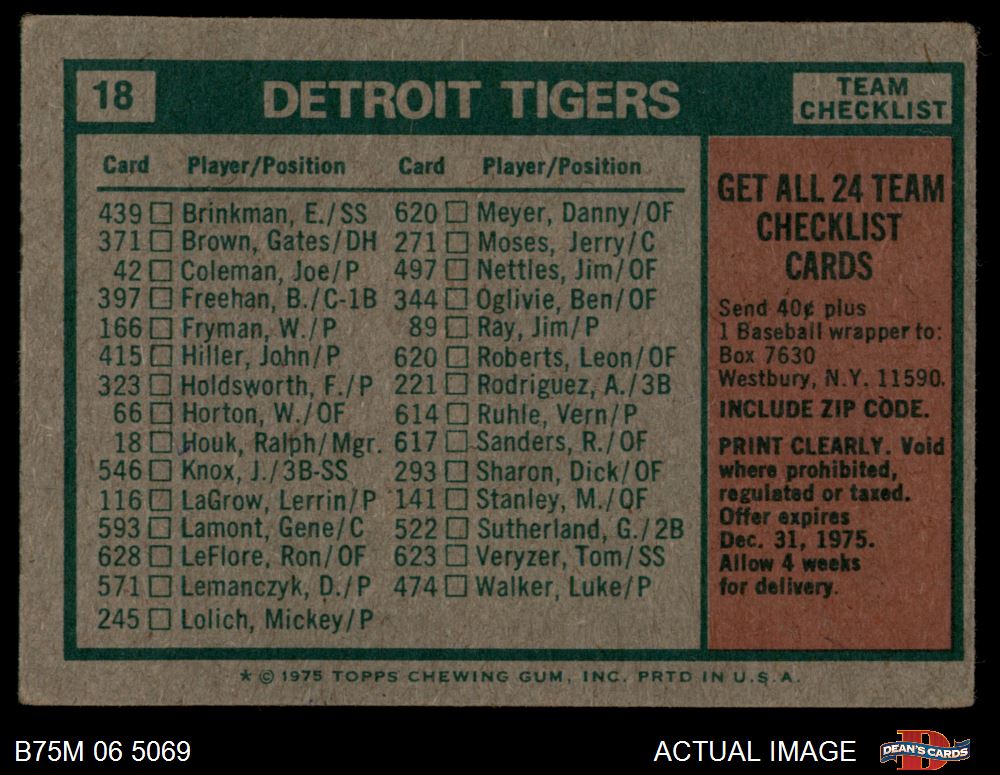 18 DETROIT TIGERS TEAM CHECKLIST
Card Player/Position Card Player/Position
439 Brinkman, E./SS
371 Brown, Gates/DH
42 Coleman, Joe/P
397 Freehan, B./C-1B
166 Fryman, W./P
415 Hiller, John/P
323 Holdsworth, F./P
66 Horton, W./OF
18 Houk, Ralph/Mgr.
546 Knox, J./3B-SS
116 LaGrow, Lerrin/P
593 Lamont, Gene/C
628 LeFlore, Ron/OF
571 Lemanczyk, D./P
245 Lolich, Mickey/P
620 Meyer, Danny/OF
271 Moses, Jerry/C
497 Nettles, Jim/OF
344 Oglivie, Ben/OF
89 Ray, Jim/P
620 Roberts, Leon/OF
221 Rodriguez, A./3B
614 Ruhle, Vern/P
617 Sanders, R./OF
293 Sharon, Dick/OF
141 Stanley, M./OF
522 Sutherland, G./2B
623 Veryzer, Tom/SS
474 Walker, Luke/P
GET ALL 24 TEAM
CHECKLIST
CARDS
Send 40¢ plus
1 Baseball wrapper to:
Box 7630
Westbury, N.Y. 11590.
INCLUDE ZIP CODE.
PRINT CLEARLY. Void
where prohibited,
regulated or taxed.
Offer expires
Dec. 31, 1975.
Allow 4 weeks
for delivery.
* © 1975 TOPPS CHEWING GUM, INC. PRTD IN U.S.A.
B75M 06 5069
ACTUAL IMAGE
D
DEAN'S CARDS